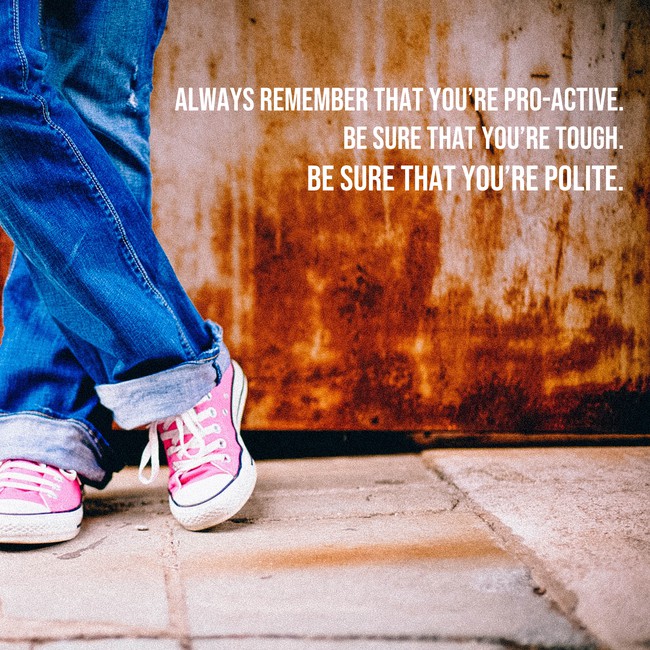 ALWAYS REMEMBER THAT YOU'RE PRO-ACTIVE.
BE SURE THAT YOU'RE TOUGH.
BE SURE THAT YOU'RE POLITE.